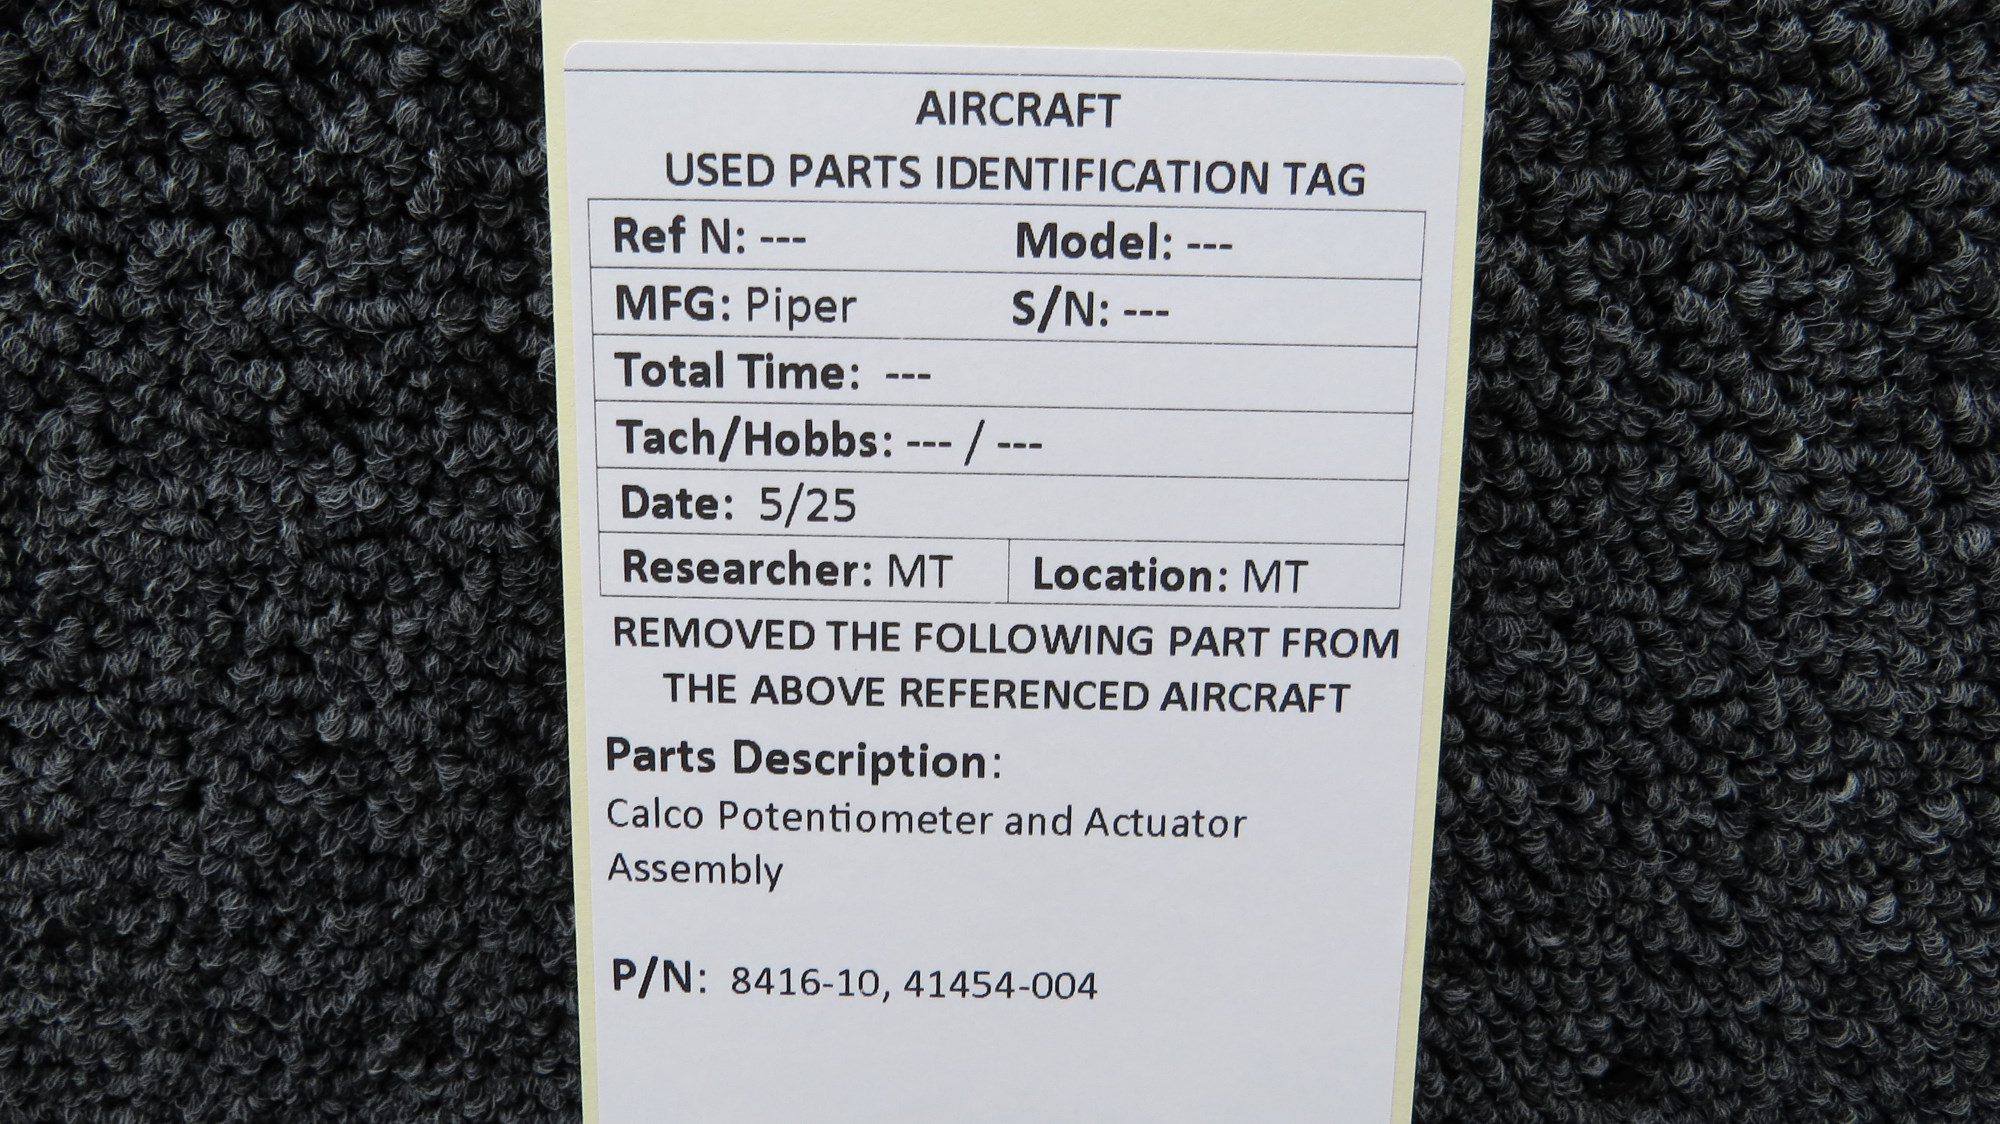 AIRCRAFT
USED PARTS IDENTIFICATION TAG
Ref N: --- Model: ---
MFG: Piper S/N: ---
Total Time: ---
Tach/Hobbs: --- / ---
Date: 5/25
Researcher: MT Location: MT
REMOVED THE FOLLOWING PART FROM
THE ABOVE REFERENCED AIRCRAFT
Parts Description:
Calco Potentiometer and Actuator
Assembly
P/N: 8416-10, 41454-004